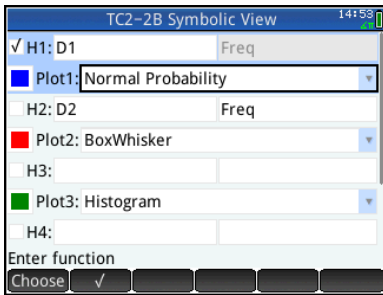 TC2-2B Symbolic View 14:53
∠π
√ H1: D1 Freq
Plot1: Normal Probability
H2: D2 Freq
Plot2: BoxWhisker
H3:
Plot3: Histogram
H4:
Enter function
Choose √